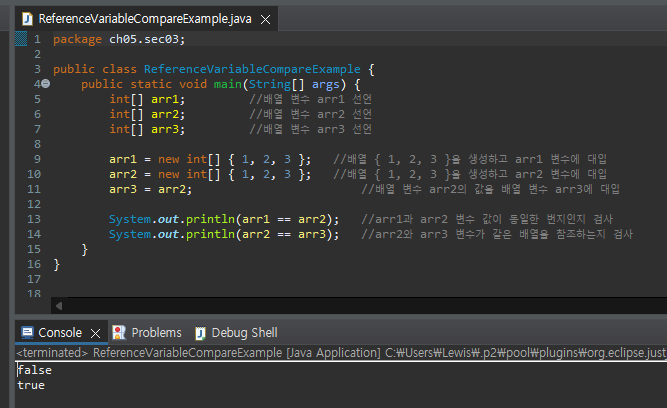 ReferenceVariableCompareExample.java
1 package ch05.sec03;
2
3 public class ReferenceVariableCompareExample {
4 public static void main(String[] args) {
5 int[] arr1; //배열 변수 arr1 선언
6 int[] arr2; //배열 변수 arr2 선언
7 int[] arr3; //배열 변수 arr3 선언
8
9 arr1 = new int[] { 1, 2, 3 }; //배열 { 1, 2, 3 }을 생성하고 arr1 변수에 대입
10 arr2 = new int[] { 1, 2, 3 }; //배열 { 1, 2, 3 }을 생성하고 arr2 변수에 대입
11 arr3 = arr2; //배열 변수 arr2의 값을 배열 변수 arr3에 대입
12
13 System.out.println(arr1 == arr2); //arr1과 arr2 변수 값이 동일한 번지인지 검사
14 System.out.println(arr2 == arr3); //arr2와 arr3 변수가 같은 배열을 참조하는지 검사
15 }
16 }
17
18
Console Problems Debug Shell
<terminated> ReferenceVariableCompareExample [Java Application] C:₩Users₩Lewis₩.p2₩pool₩plugins₩org.eclipse.just
false
true